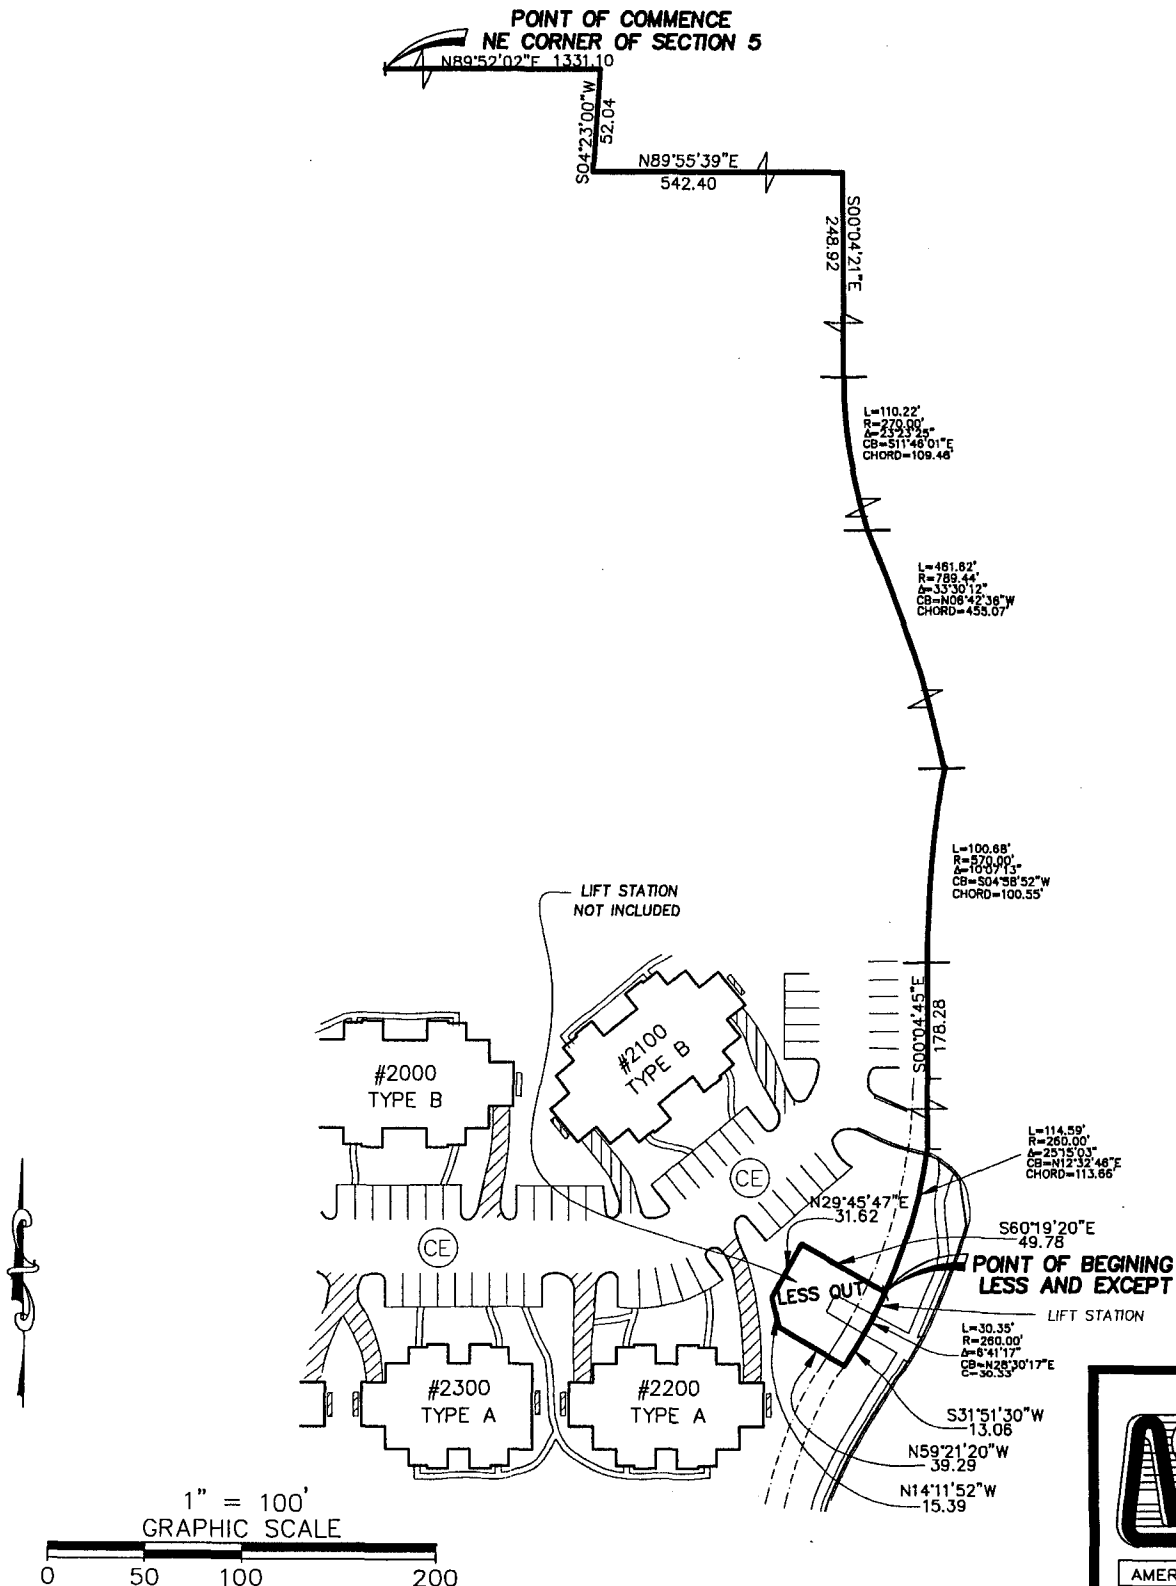 POINT OF COMMENCE
NE CORNER OF SECTION 5
N89°52'02"E 1331.10
S04°23'00"W
52.04
N89°55'39"E
542.40
S00°04'21"E
248.92
L=110.22'
R=270.00'
Δ=23°23'25"
CB=S11°46'01"E
CHORD=109.46'
L=461.62'
R=789.44'
Δ=33°30'12"
CB=N06°42'36"W
CHORD=455.07'
L=100.68'
R=570.00'
Δ=10°07'13"
CB=S04°58'52"W
CHORD=100.55'
LIFT STATION
NOT INCLUDED
S00°04'45"E
178.28
#2100
TYPE B
#2000
TYPE B
L=114.59'
R=260.00'
Δ=25°15'03"
CB=N12°32'46"E
CHORD=113.66'
CE
N29°45'47"E
31.62
S60°19'20"E
49.78
CE
POINT OF BEGINING
LESS AND EXCEPT
LESS OUT
LIFT STATION
L=30.35'
R=260.00'
Δ=6°41'17"
CB=N28°30'17"E
C=30.33'
#2300
TYPE A
#2200
TYPE A
S31°51'30"W
13.06
N59°21'20"W
39.29
N14°11'52"W
15.39
1" = 100'
GRAPHIC SCALE
0 50 100 200
AMER